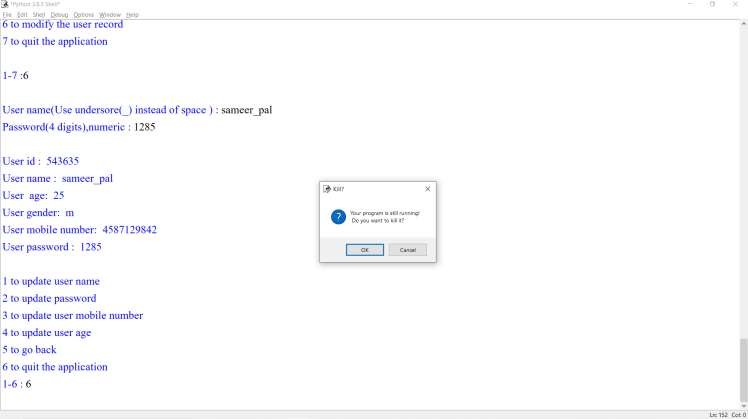 *Python 3.8.5 Shell*
File Edit Shell Debug Options Window Help
6 to modify the user record
7 to quit the application
1-7 :6
User name(Use undersore(_) instead of space ) : sameer_pal
Password(4 digits),numeric : 1285
User id : 543635
User name : sameer_pal
User age: 25
User gender: m
User mobile number: 4587129842
User password : 1285
1 to update user name
2 to update password
3 to update user mobile number
4 to update user age
5 to go back
6 to quit the application
1-6 : 6
Kill?
Your program is still running!
Do you want to kill it?
OK Cancel
Ln: 152 Col: 0